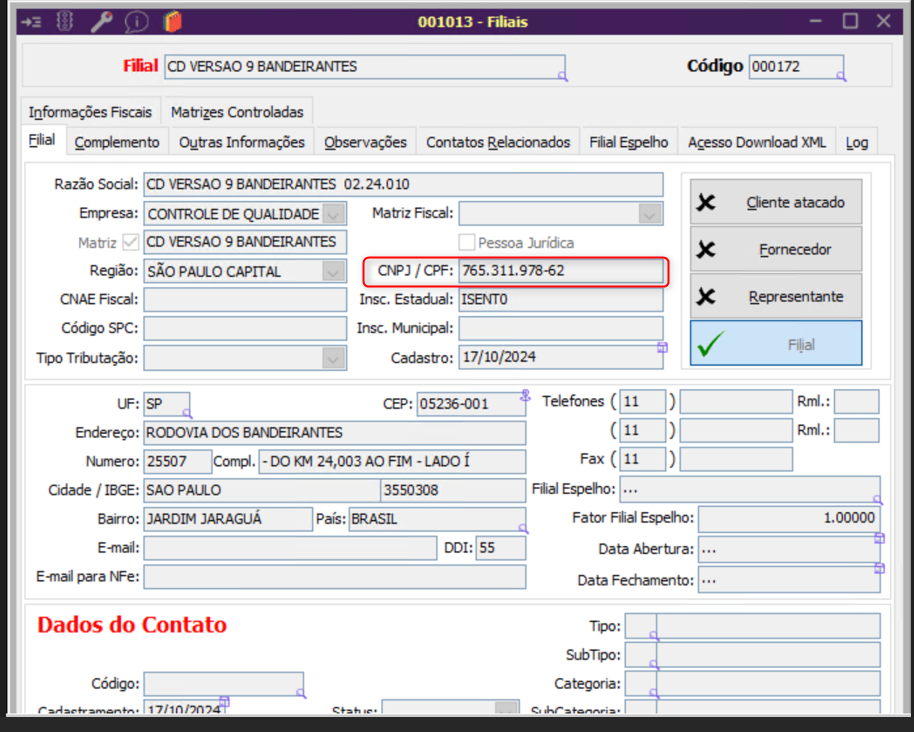 001013 - Filiais
Filial CD VERSAO 9 BANDEIRANTES Código 000172
Informações Fiscais Matrizes Controladas
Filial Complemento Outras Informações Observações Contatos Relacionados Filial Espelho Acesso Download XML Log
Razão Social: CD VERSAO 9 BANDEIRANTES 02.24.010
Cliente atacado
Empresa: CONTROLE DE QUALIDADE Matriz Fiscal:
Matriz CD VERSAO 9 BANDEIRANTES Pessoa Jurídica
Fornecedor
Região: SÃO PAULO CAPITAL CNPJ / CPF: 765.311.978-62
CNAE Fiscal: Insc. Estadual: ISENT0
Representante
Código SPC: Insc. Municipal:
Filial
Tipo Tributação: Cadastro: 17/10/2024
UF: SP CEP: 05236-001 Telefones ( 11 ) Rml.:
Endereço: RODOVIA DOS BANDEIRANTES ( 11 ) Rml.:
Numero: 25507 Compl. - DO KM 24,003 AO FIM - LADO Í Fax ( 11 )
Cidade / IBGE: SAO PAULO 3550308 Filial Espelho: ...
Bairro: JARDIM JARAGUÁ País: BRASIL Fator Filial Espelho: 1.00000
E-mail: DDI: 55 Data Abertura: ...
E-mail para NFe: Data Fechamento: ...
Dados do Contato Tipo:
SubTipo:
Código: Categoria:
Cadastramento: 17/10/2024 Status: SubCategoria: